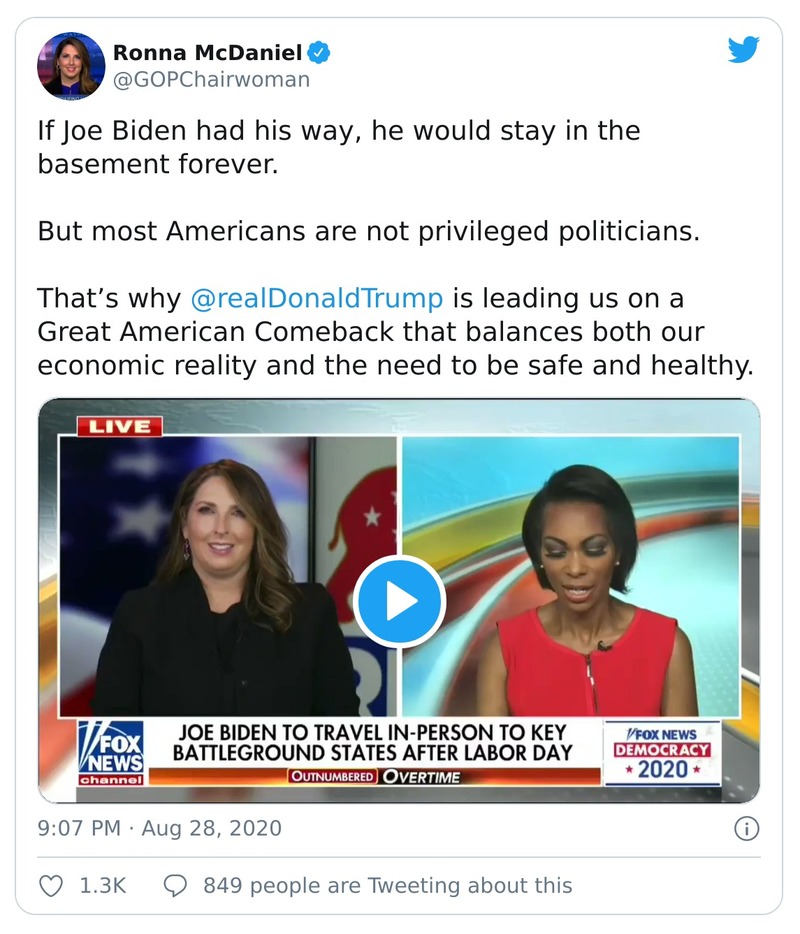 Ronna McDaniel
@GOPChairwoman
If Joe Biden had his way, he would stay in the
basement forever.
But most Americans are not privileged politicians.
That’s why @realDonaldTrump is leading us on a
Great American Comeback that balances both our
economic reality and the need to be safe and healthy.
LIVE
FOX
NEWS
channel
JOE BIDEN TO TRAVEL IN-PERSON TO KEY
BATTLEGROUND STATES AFTER LABOR DAY
OUTNUMBERED OVERTIME
FOX NEWS
DEMOCRACY
2020
9:07 PM · Aug 28, 2020
1.3K
849 people are Tweeting about this